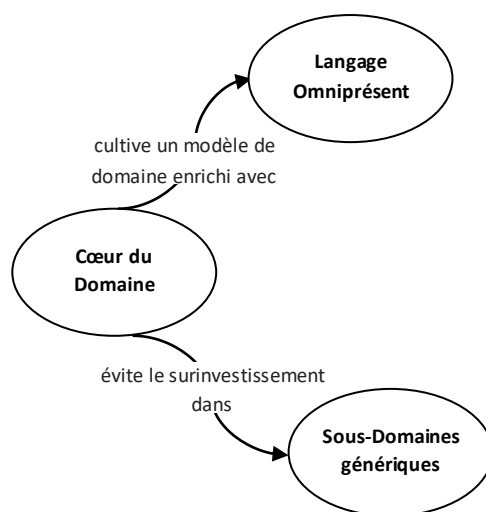 Langage
Omniprésent
cultive un modèle de
domaine enrichi avec
Cœur du
Domaine
évite le surinvestissement
dans
Sous-Domaines
génériques